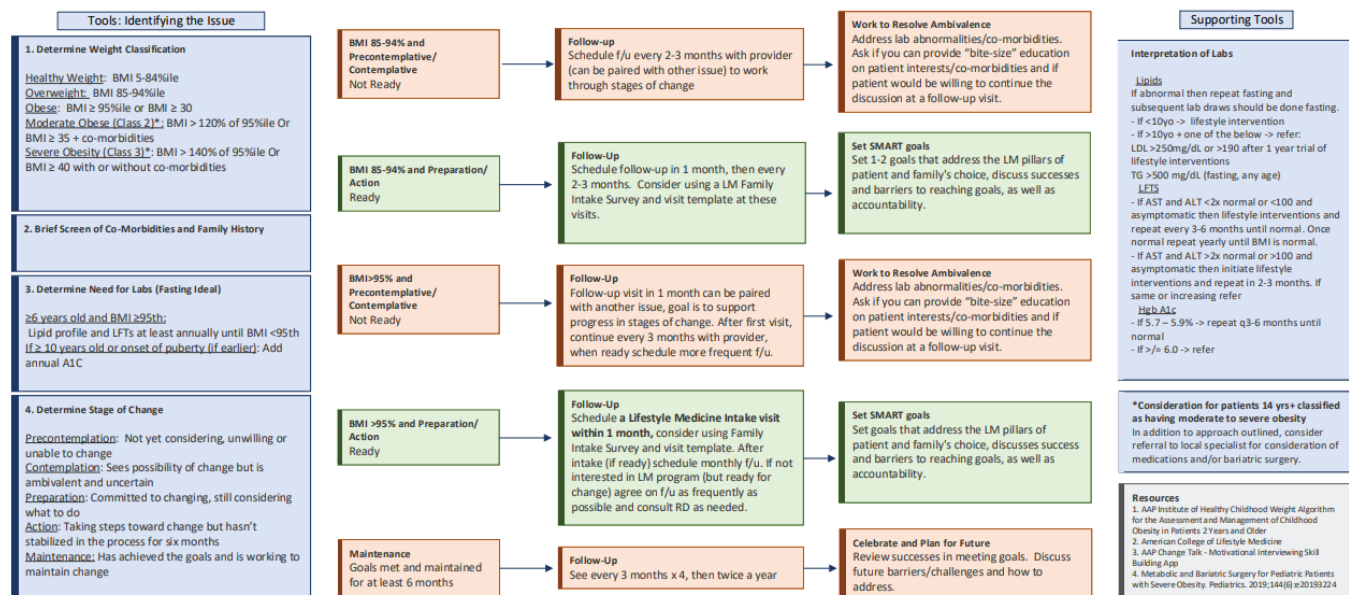 Tools: Identifying the Issue
1. Determine Weight Classification
Healthy Weight: BMI 5-84%ile
Overweight: BMI 85-94%ile
Obese: BMI ≥ 95%ile or BMI ≥ 30
Moderate Obese (Class 2)*: BMI > 120% of 95%ile Or
BMI ≥ 35 + co-morbidities
Severe Obesity (Class 3)*: BMI > 140% of 95%ile Or
BMI ≥ 40 with or without co-morbidities
2. Brief Screen of Co-Morbidities and Family History
3. Determine Need for Labs (Fasting Ideal)
≥6 years old and BMI ≥95th:
Lipid profile and LFTs at least annually until BMI <95th
If ≥ 10 years old or onset of puberty (if earlier): Add
annual A1C
4. Determine Stage of Change
Precontemplation: Not yet considering, unwilling or
unable to change
Contemplation: Sees possibility of change but is
ambivalent and uncertain
Preparation: Committed to changing, still considering
what to do
Action: Taking steps toward change but hasn't
stabilized in the process for six months
Maintenance: Has achieved the goals and is working to
maintain change
BMI 85-94% and
Precontemplative/
Contemplative
Not Ready
Follow-up
Schedule f/u every 2-3 months with provider
(can be paired with other issue) to work
through stages of change
Work to Resolve Ambivalence
Address lab abnormalities/co-morbidities.
Ask if you can provide "bite-size" education
on patient interests/co-morbidities and if
patient would be willing to continue the
discussion at a follow-up visit.
BMI 85-94% and Preparation/
Action
Ready
Follow-Up
Schedule follow-up in 1 month, then every
2-3 months. Consider using a LM Family
Intake Survey and visit template at these
visits.
Set SMART goals
Set 1-2 goals that address the LM pillars of
patient and family's choice, discuss successes
and barriers to reaching goals, as well as
accountability.
BMI>95% and
Precontemplative/
Contemplative
Not Ready
Follow-Up
Follow-up visit in 1 month can be paired
with another issue, goal is to support
progress in stages of change. After first visit,
continue every 3 months with provider,
when ready schedule more frequent f/u.
Work to Resolve Ambivalence
Address lab abnormalities/co-morbidities.
Ask if you can provide "bite-size" education
on patient interests/co-morbidities and if
patient would be willing to continue the
discussion at a follow-up visit.
BMI >95% and Preparation/
Action
Ready
Follow-Up
Schedule a Lifestyle Medicine Intake visit
within 1 month, consider using Family
Intake Survey and visit template. After
intake (if ready) schedule monthly f/u. If not
interested in LM program (but ready for
change) agree on f/u as frequently as
possible and consult RD as needed.
Set SMART goals
Set goals that address the LM pillars of
patient and family's choice, discusses success
and barriers to reaching goals, as well as
accountability.
Maintenance
Goals met and maintained
for at least 6 months
Follow-Up
See every 3 months x 4, then twice a year
Celebrate and Plan for Future
Review successes in meeting goals. Discuss
future barriers/challenges and how to
address.
Supporting Tools
Interpretation of Labs
Lipids
If abnormal then repeat fasting and
subsequent lab draws should be done fasting.
- If <10yo -> lifestyle intervention
- If >10yo + one of the below -> refer:
LDL >250mg/dL or >190 after 1 year trial of
lifestyle interventions
TG >500 mg/dL (fasting, any age)
LFTS
- If AST and ALT <2x normal or <100 and
asymptomatic then lifestyle interventions and
repeat every 3-6 months until normal. Once
normal repeat yearly until BMI is normal.
- If AST and ALT >2x normal or >100 and
asymptomatic then initiate lifestyle
interventions and repeat in 2-3 months. If
same or increasing refer
Hgb A1c
- If 5.7 – 5.9% -> repeat q3-6 months until
normal
- If >/= 6.0 -> refer
*Consideration for patients 14 yrs+ classified
as having moderate to severe obesity
In addition to approach outlined, consider
referral to local specialist for consideration of
medications and/or bariatric surgery.
Resources
1. AAP Institute of Healthy Childhood Weight Algorithm
for the Assessment and Management of Childhood
Obesity in Patients 2 Years and Older
2. American College of Lifestyle Medicine
3. AAP Change Talk - Motivational Interviewing Skill
Building App
4. Metabolic and Bariatric Surgery for Pediatric Patients
with Severe Obesity. Pediatrics. 2019;144(6):e20193224